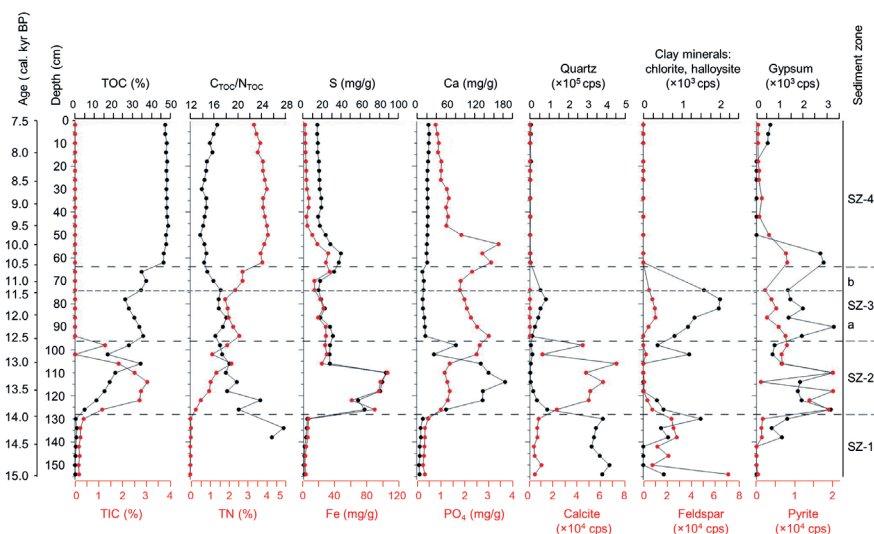 Age ( cal. kyr BP)
Depth (cm)
TOC (%)
0 10 20 30 40 50
C_TOC/N_TOC
12 16 20 24 28
S (mg/g)
0 20 40 60 80 100
Ca (mg/g)
0 60 120 180
Quartz
(×10⁵ cps)
0 1 2 3 4 5
Clay minerals:
chlorite, halloysite
(×10³ cps)
0 1 2
Gypsum
(×10³ cps)
0 1 2 3
Sediment zone
7.5
8.0
8.5
9.0
9.5
10.0
10.5
11.0
11.5
12.5
13.0
13.5
14.0
14.5
15.0
0
10
20
30
40
50
60
70
80
90
100
110
120
130
140
150
SZ-4
b
SZ-3
a
SZ-2
SZ-1
0 1 2 3 4
TIC (%)
0 1 2 3 4 5
TN (%)
0 20 40 60 80 100
Fe (mg/g)
0 1 2 3 4
PO₄ (mg/g)
0 2 4 6 8
Calcite
(×10⁴ cps)
0 2 4 6 8
Feldspar
(×10⁴ cps)
0 1 2
Pyrite
(×10⁴ cps)